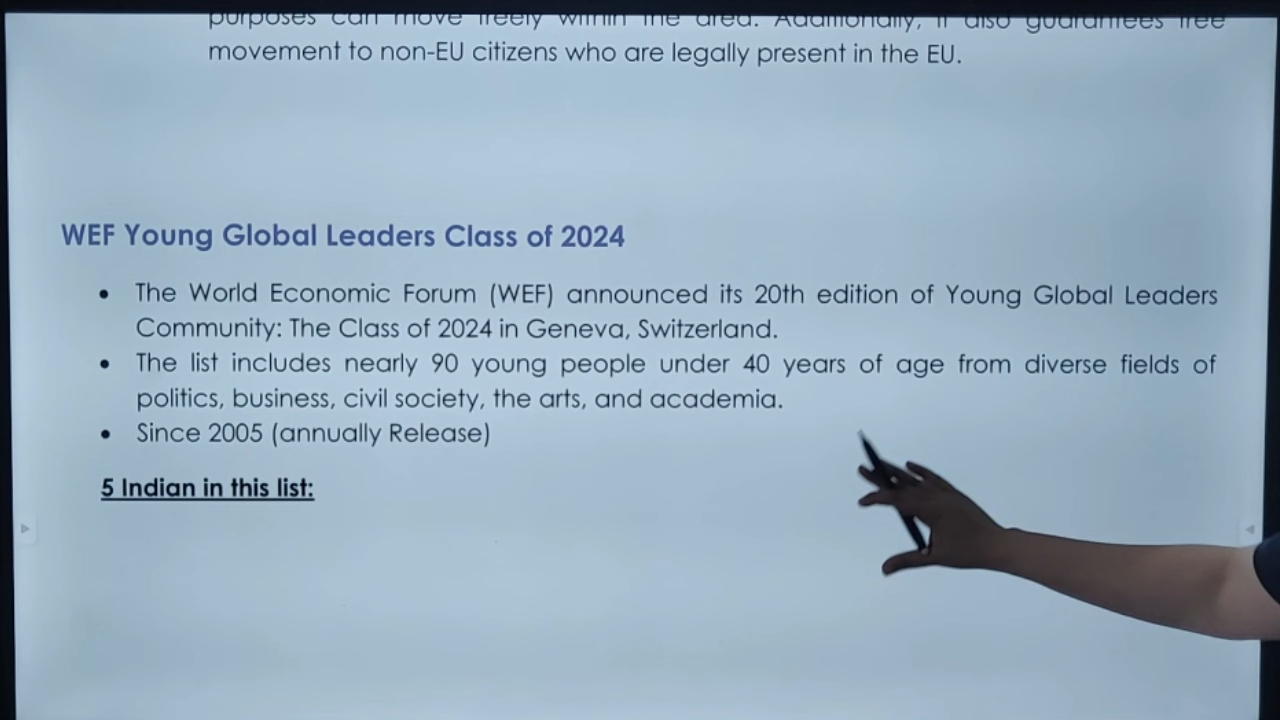 purposes can move freely within the area. Additionally, it also guarantees free
movement to non-EU citizens who are legally present in the EU.
WEF Young Global Leaders Class of 2024
• The World Economic Forum (WEF) announced its 20th edition of Young Global Leaders
Community: The Class of 2024 in Geneva, Switzerland.
• The list includes nearly 90 young people under 40 years of age from diverse fields of
politics, business, civil society, the arts, and academia.
• Since 2005 (annually Release)
5 Indian in this list: